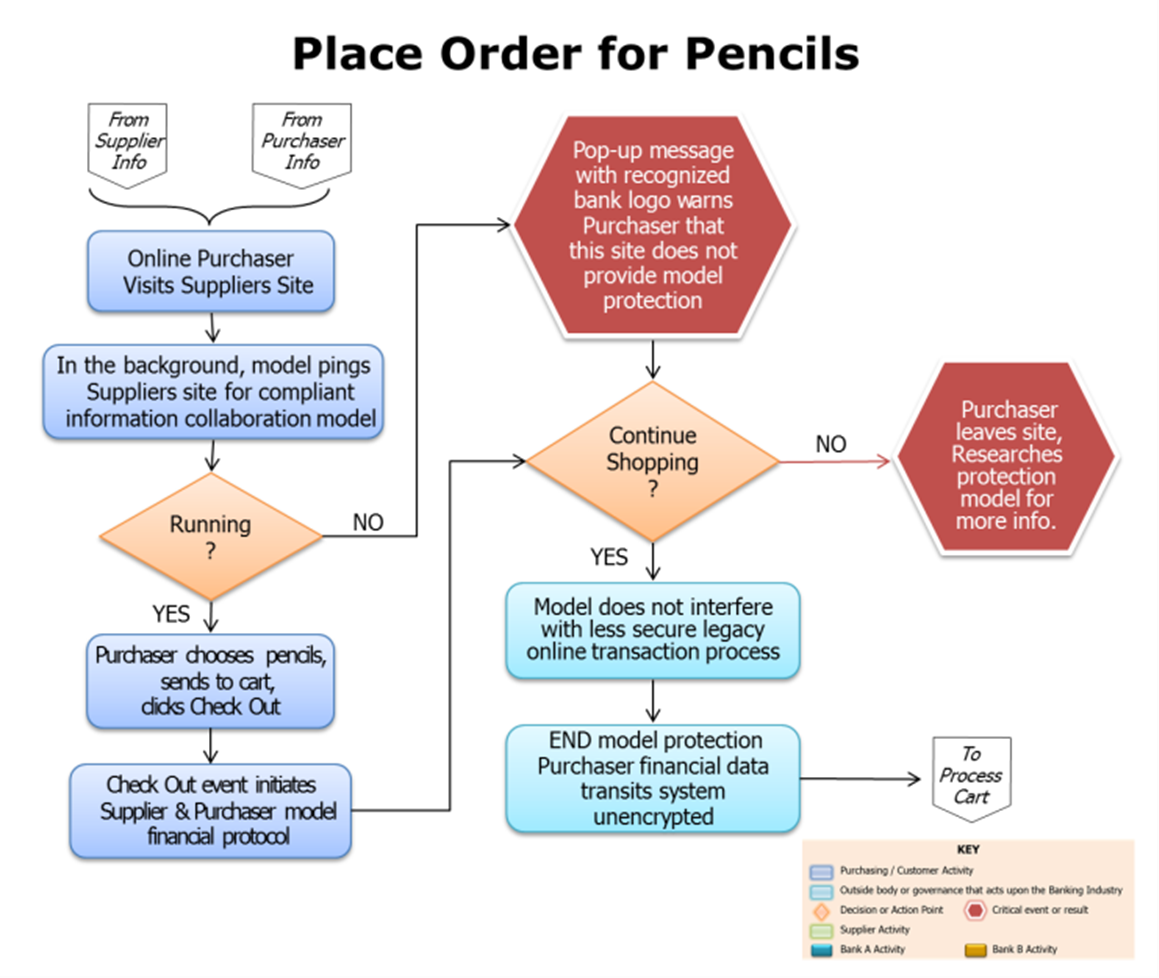 Place Order for Pencils
From
Supplier
Info
From
Purchaser
Info
Online Purchaser
Visits Suppliers Site
In the background, model pings
Suppliers site for compliant
information collaboration model
Running
?
NO
YES
Purchaser chooses pencils,
sends to cart,
clicks Check Out
Check Out event initiates
Supplier & Purchaser model
financial protocol
Pop-up message
with recognized
bank logo warns
Purchaser that
this site does not
provide model
protection
Continue
Shopping
?
NO
Purchaser
leaves site,
Researches
protection
model for
more info.
YES
Model does not interfere
with less secure legacy
online transaction process
END model protection
Purchaser financial data
transits system
unencrypted
To
Process
Cart
KEY
Purchasing / Customer Activity
Outside body or governance that acts upon the Banking Industry
Decision or Action Point
Critical event or result
Supplier Activity
Bank A Activity
Bank B Activity